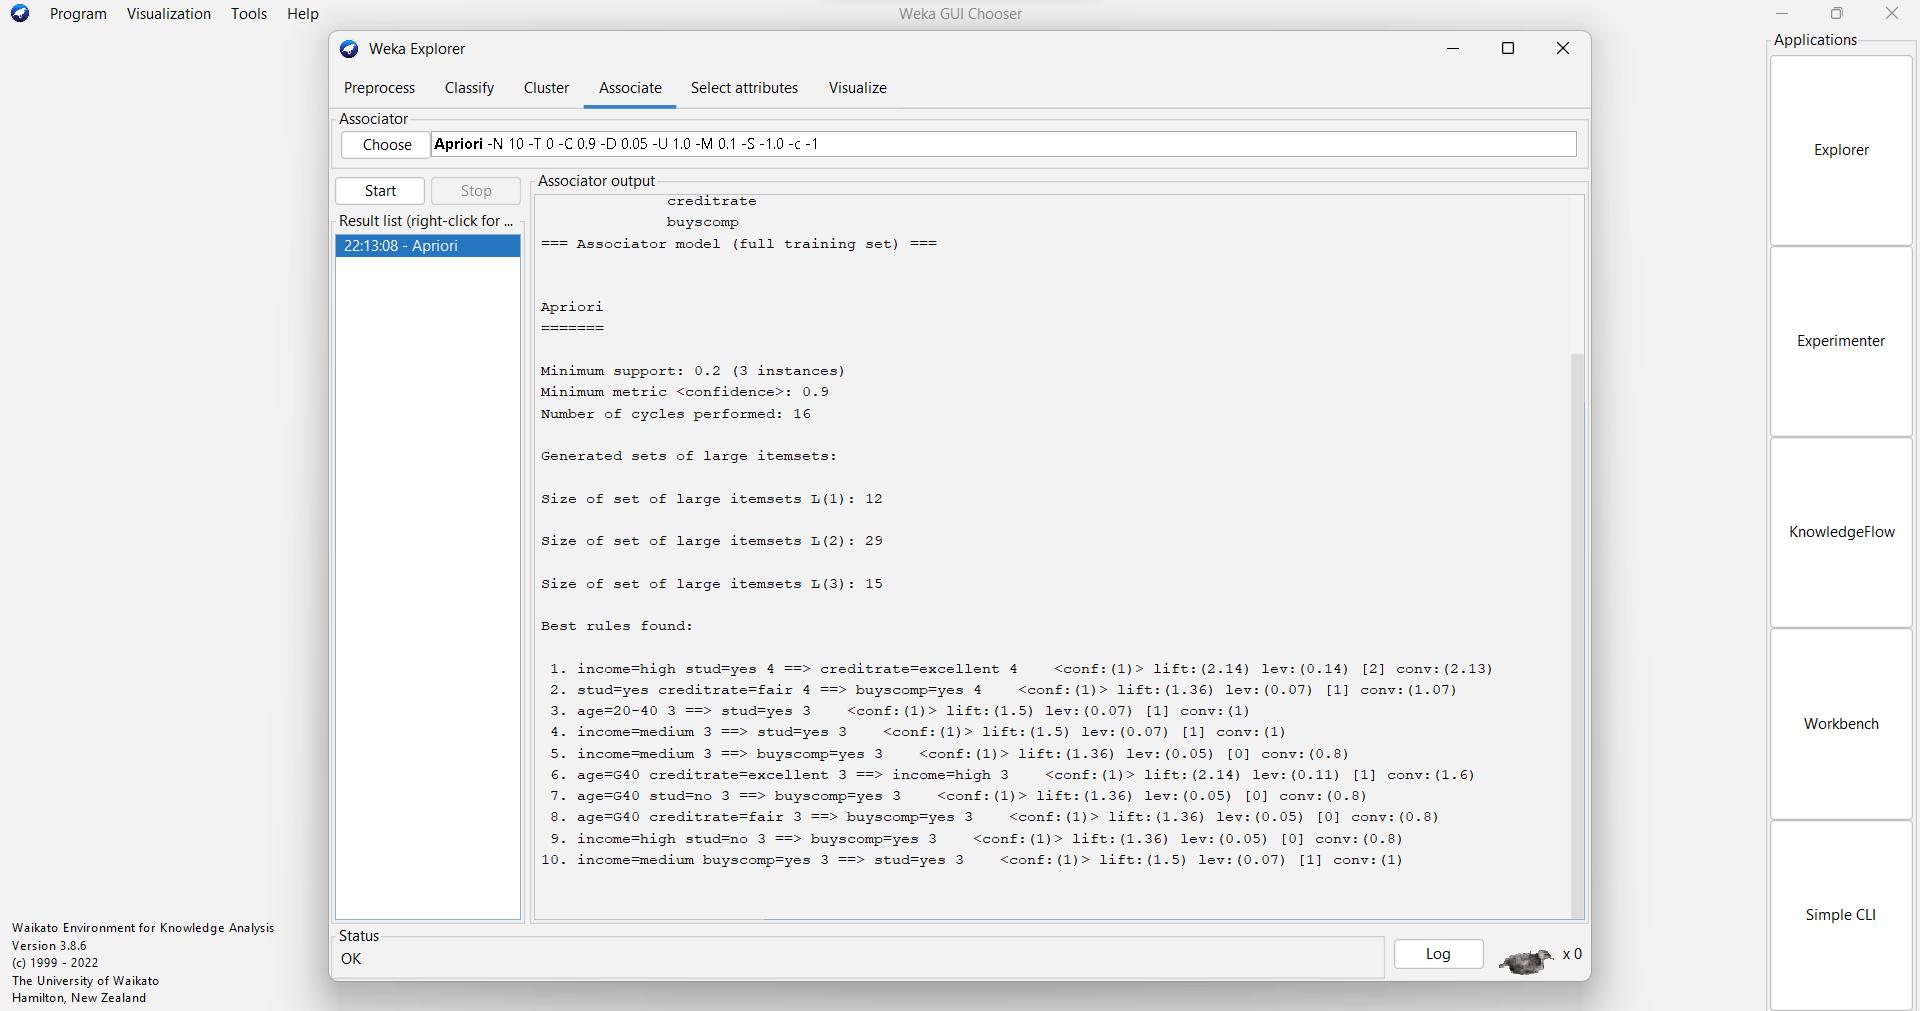 Program Visualization Tools Help
Weka GUI Chooser
Weka Explorer
Preprocess Classify Cluster Associate Select attributes Visualize
Associator
Choose Apriori -N 10 -T 0 -C 0.9 -D 0.05 -U 1.0 -M 0.1 -S -1.0 -c -1
Start Stop
Result list (right-click for ...
22:13:08 - Apriori
Associator output
creditrate
buyscomp
=== Associator model (full training set) ===
Apriori
=======
Minimum support: 0.2 (3 instances)
Minimum metric <confidence>: 0.9
Number of cycles performed: 16
Generated sets of large itemsets:
Size of set of large itemsets L(1): 12
Size of set of large itemsets L(2): 29
Size of set of large itemsets L(3): 15
Best rules found:
1. income=high stud=yes 4 ==> creditrate=excellent 4 <conf:(1)> lift:(2.14) lev:(0.14) [2] conv:(2.13)
2. stud=yes creditrate=fair 4 ==> buyscomp=yes 4 <conf:(1)> lift:(1.36) lev:(0.07) [1] conv:(1.07)
3. age=20-40 3 ==> stud=yes 3 <conf:(1)> lift:(1.5) lev:(0.07) [1] conv:(1)
4. income=medium 3 ==> stud=yes 3 <conf:(1)> lift:(1.5) lev:(0.07) [1] conv:(1)
5. income=medium 3 ==> buyscomp=yes 3 <conf:(1)> lift:(1.36) lev:(0.05) [0] conv:(0.8)
6. age=G40 creditrate=excellent 3 ==> income=high 3 <conf:(1)> lift:(2.14) lev:(0.11) [1] conv:(1.6)
7. age=G40 stud=no 3 ==> buyscomp=yes 3 <conf:(1)> lift:(1.36) lev:(0.05) [0] conv:(0.8)
8. age=G40 creditrate=fair 3 ==> buyscomp=yes 3 <conf:(1)> lift:(1.36) lev:(0.05) [0] conv:(0.8)
9. income=high stud=no 3 ==> buyscomp=yes 3 <conf:(1)> lift:(1.36) lev:(0.05) [0] conv:(0.8)
10. income=medium buyscomp=yes 3 ==> stud=yes 3 <conf:(1)> lift:(1.5) lev:(0.07) [1] conv:(1)
Status
OK
Log
x 0
Applications
Explorer
Experimenter
KnowledgeFlow
Workbench
Simple CLI
Waikato Environment for Knowledge Analysis
Version 3.8.6
(c) 1999 - 2022
The University of Waikato
Hamilton, New Zealand